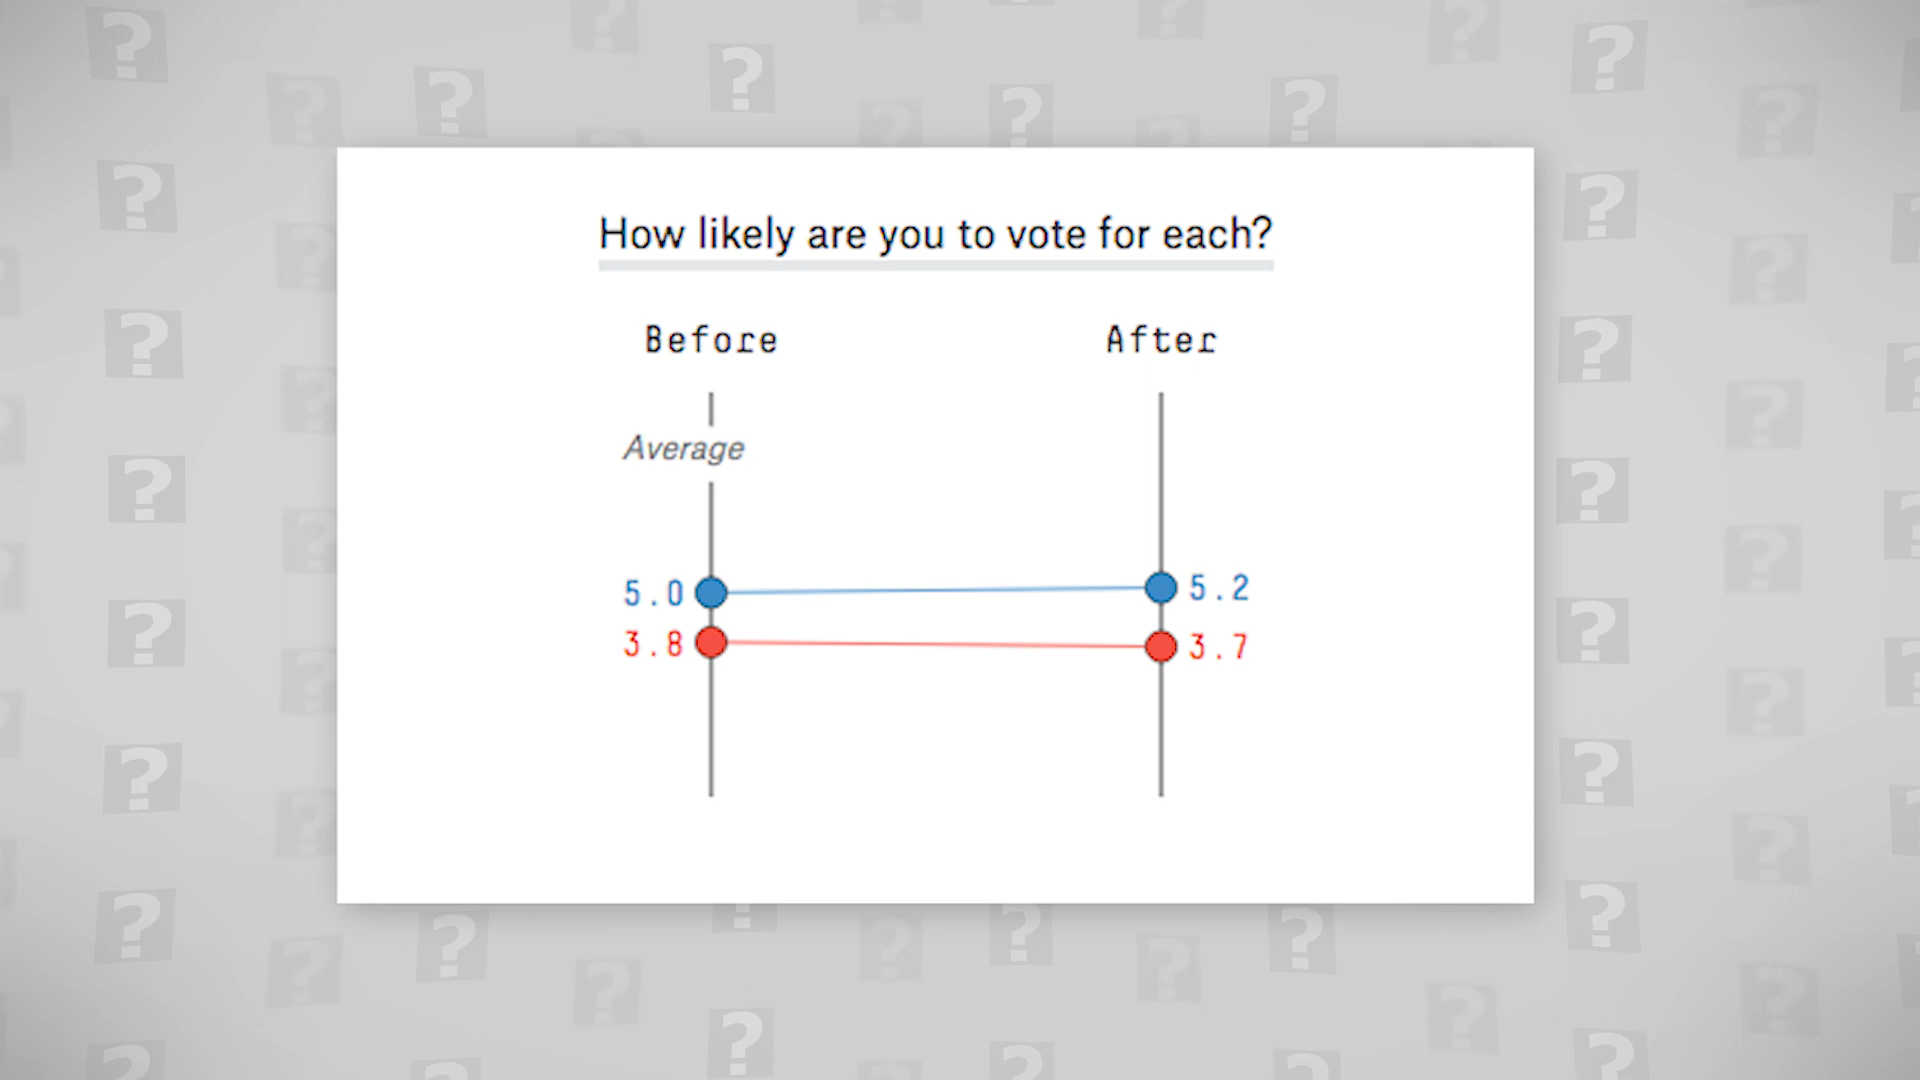 How likely are you to vote for each?
Before After
Average
5.0 5.2
3.8 3.7